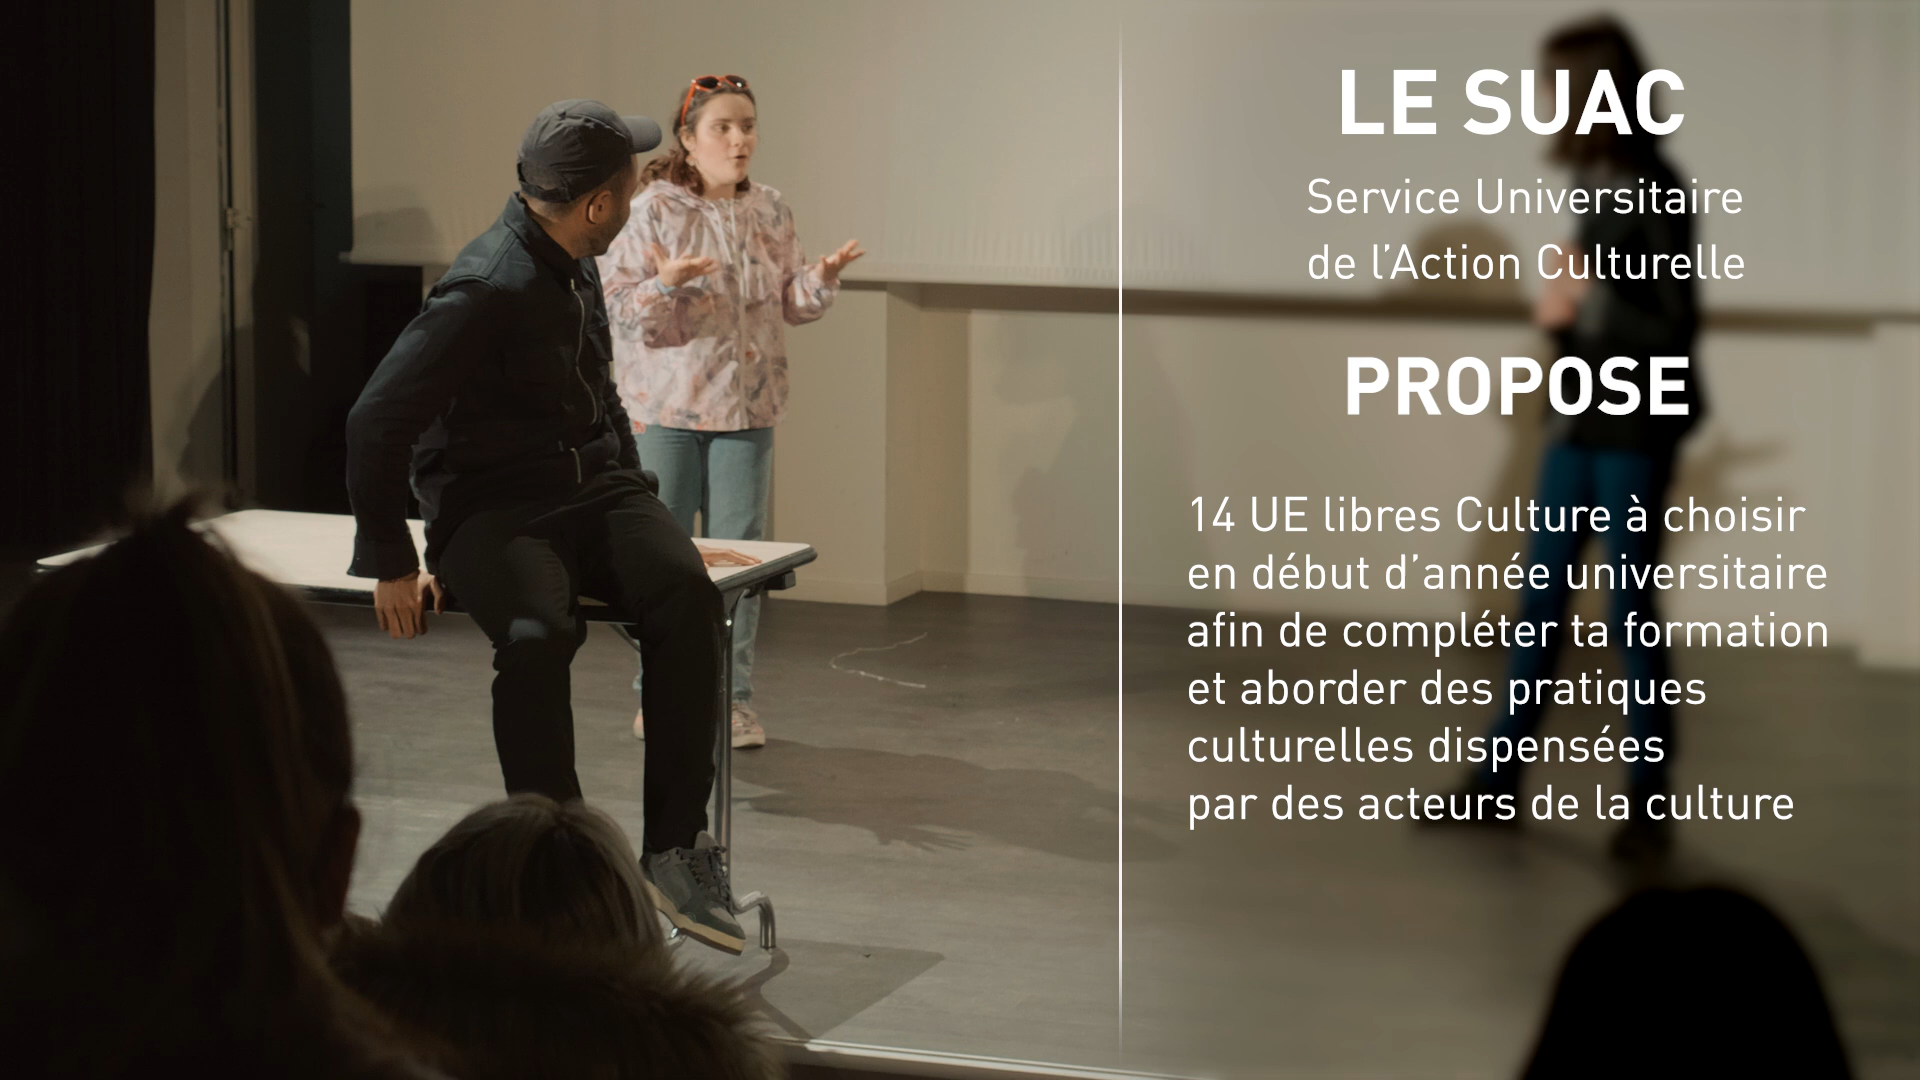 LE SUAC
Service Universitaire
de l’Action Culturelle
PROPOSE
14 UE libres Culture à choisir
en début d’année universitaire
afin de compléter ta formation
et aborder des pratiques
culturelles dispensées
par des acteurs de la culture